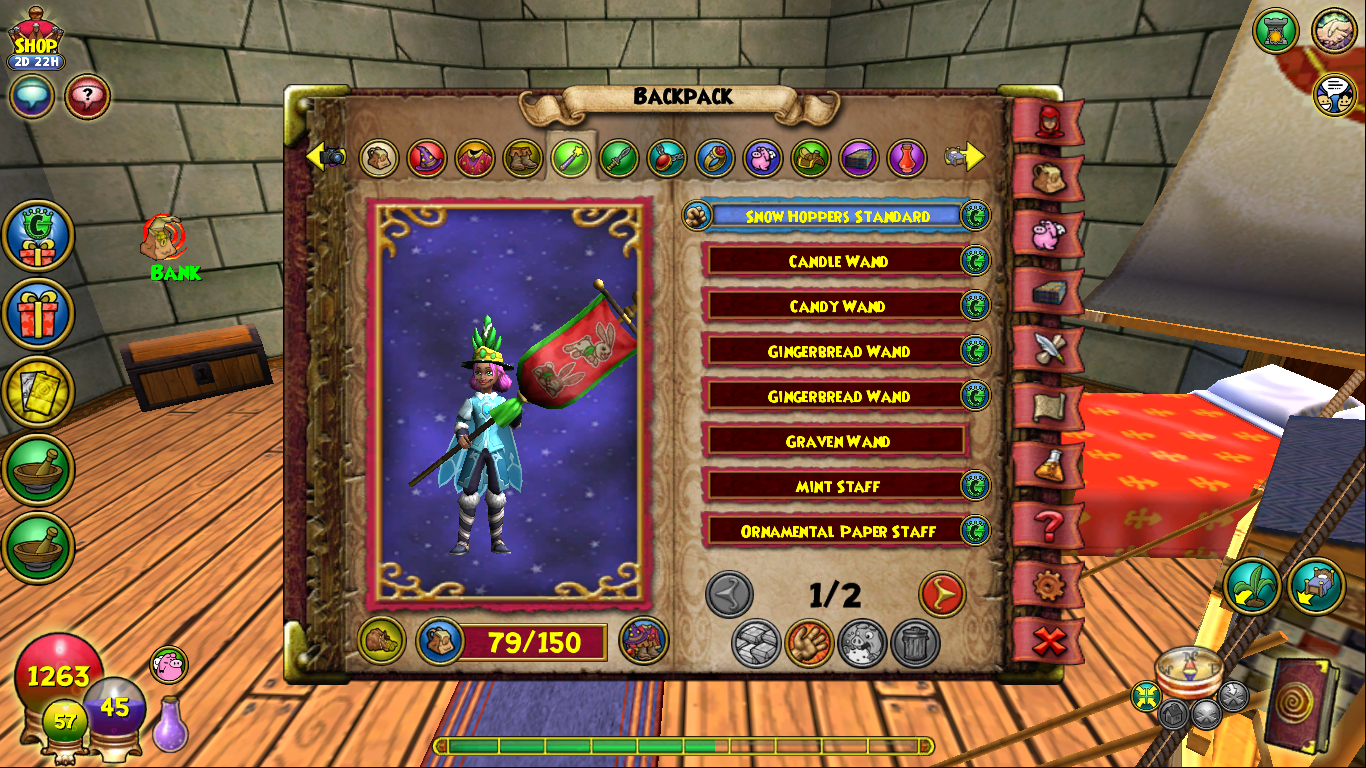 SHOP
2D 22H
BACKPACK
BANK
SNOW HOPPERS STANDARD
CANDLE WAND
CANDY WAND
GINGERBREAD WAND
GINGERBREAD WAND
GRAVEN WAND
MINT STAFF
ORNAMENTAL PAPER STAFF
1/2
79/150
1263
57
45